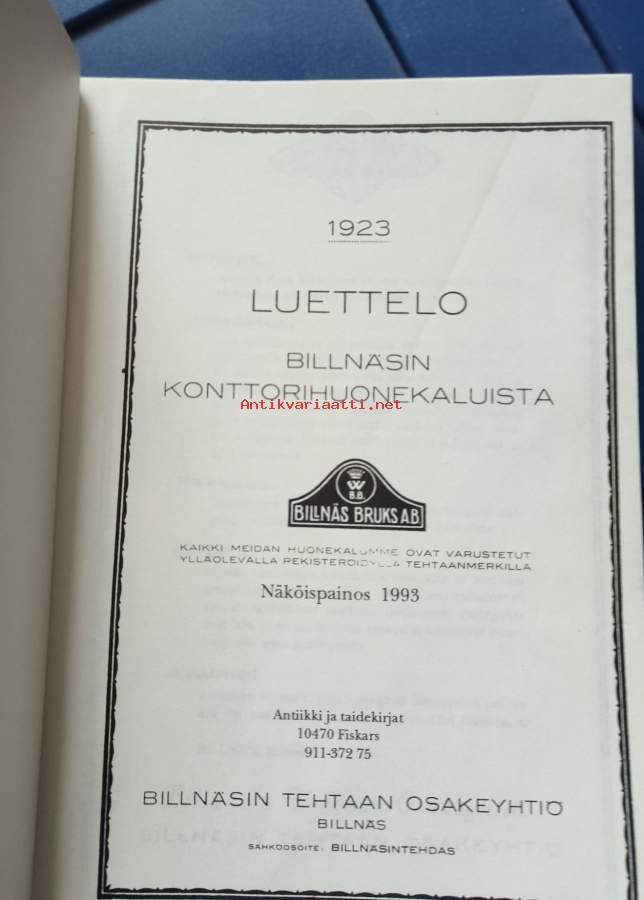 1923
LUETTELO
BILLNÄSIN
KONTTORIHUONEKALUISTA
Antikvariaatti.net
W
B.B.
BILLNÄS BRUKS A.B.
KAIKKI MEIDÄN HUONEKALUMME OVAT VARUSTETUT
YLLÄOLEVALLA REKISTERÖIDYLLÄ TEHTAANMERKILLÄ
Näköispainos 1993
Antiikki ja taidekirjat
10470 Fiskars
911-372 75
BILLNÄSIN TEHTAAN OSAKEYHTIÖ
BILLNÄS
SÄHKÖOSOITE: BILLNÄSINTEHDAS